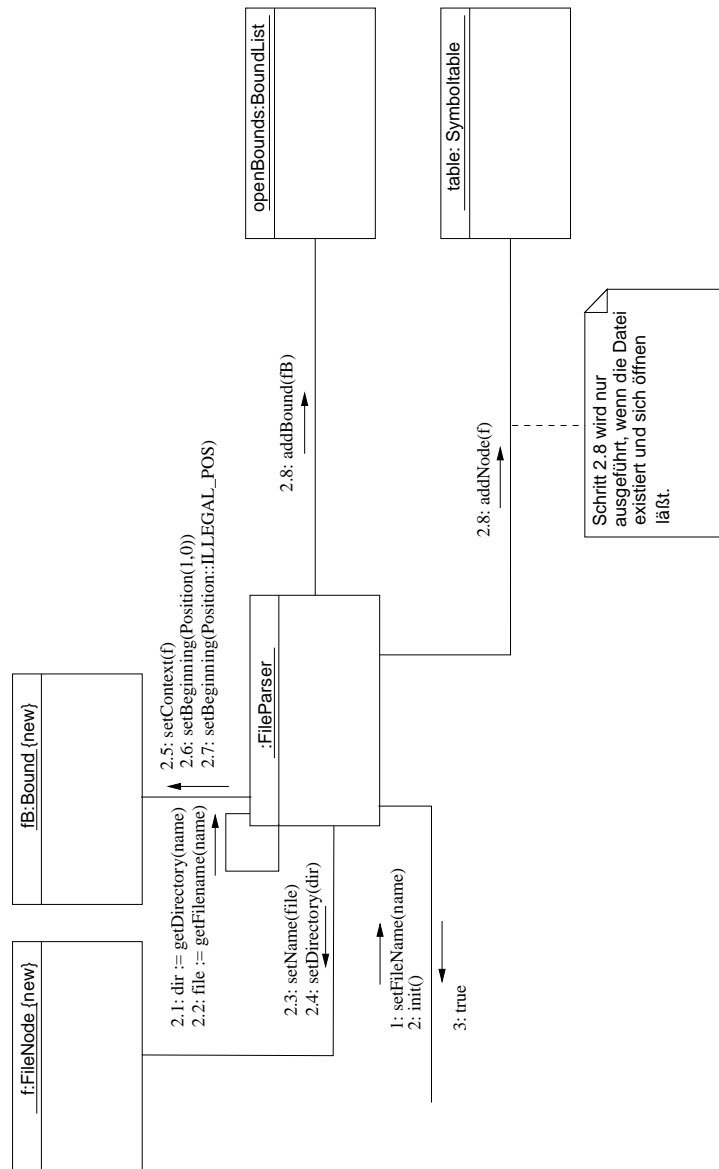 f:FileNode {new}
fB:Bound {new}
openBounds:BoundList
table: Symboltable
:FileParser
2.1: dir := getDirectory(name)
2.2: file := getFilename(name)
2.5: setContext(f)
2.6: setBeginning(Position(1,0))
2.7: setBeginning(Position::ILLEGAL_POS)
2.3: setName(file)
2.4: setDirectory(dir)
1: setFileName(name)
2: init()
3: true
2.8: addBound(fB)
2.8: addNode(f)
Schritt 2.8 wird nur
ausgeführt, wenn die Datei
existiert und sich öffnen
läßt.